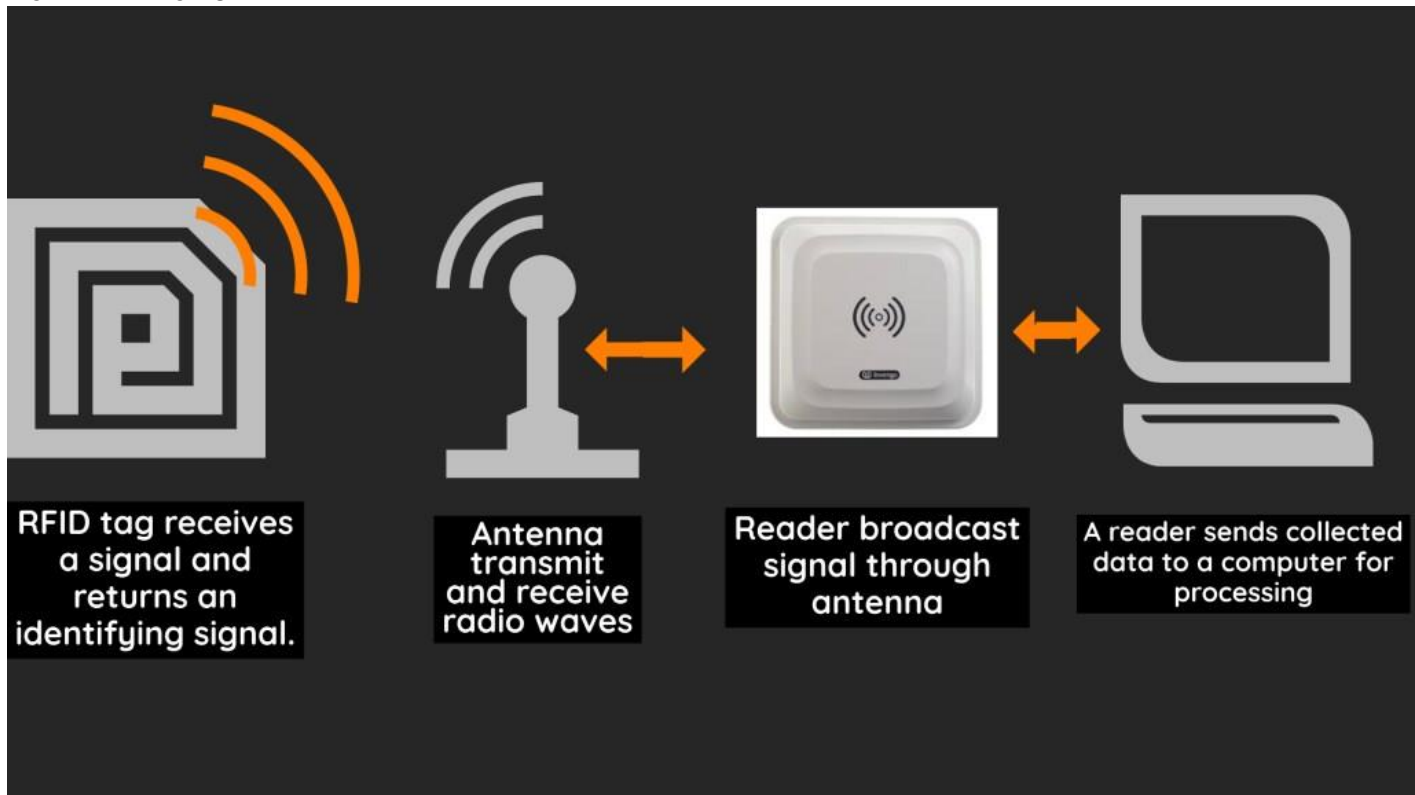 RFID tag receives
a signal and
returns an
identifying signal.
Antenna
transmit
and receive
radio waves
Reader broadcast
signal through
antenna
A reader sends collected
data to a computer for
processing